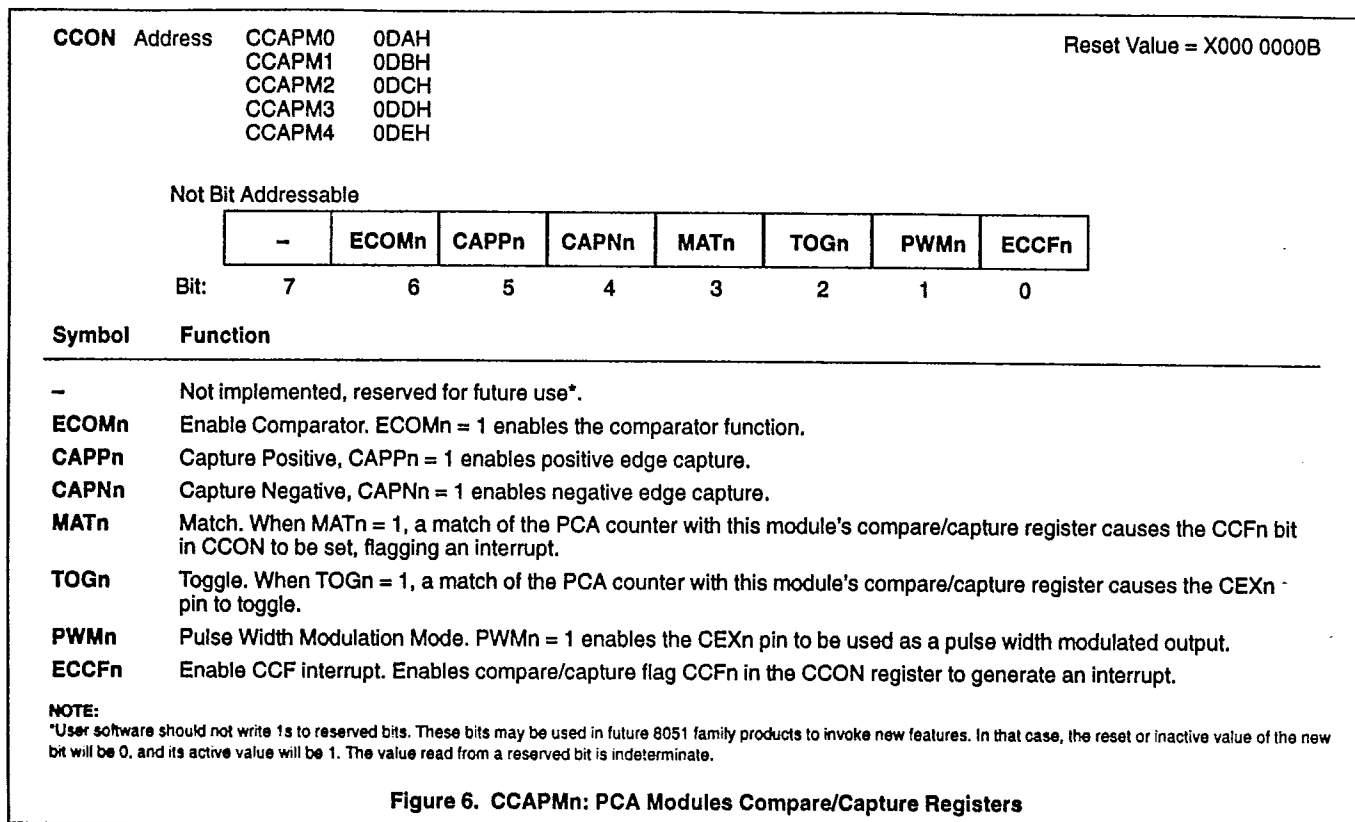 CCON Address CCAPM0 0DAH Reset Value = X000 0000B
CCAPM1 0DBH
CCAPM2 0DCH
CCAPM3 0DDH
CCAPM4 0DEH
Not Bit Addressable
– ECOMn CAPPn CAPNn MATn TOGn PWMn ECCFn
Bit: 7 6 5 4 3 2 1 0
Symbol Function
– Not implemented, reserved for future use*.
ECOMn Enable Comparator. ECOMn = 1 enables the comparator function.
CAPPn Capture Positive, CAPPn = 1 enables positive edge capture.
CAPNn Capture Negative, CAPNn = 1 enables negative edge capture.
MATn Match. When MATn = 1, a match of the PCA counter with this module's compare/capture register causes the CCFn bit
in CCON to be set, flagging an interrupt.
TOGn Toggle. When TOGn = 1, a match of the PCA counter with this module's compare/capture register causes the CEXn
pin to toggle.
PWMn Pulse Width Modulation Mode. PWMn = 1 enables the CEXn pin to be used as a pulse width modulated output.
ECCFn Enable CCF interrupt. Enables compare/capture flag CCFn in the CCON register to generate an interrupt.
NOTE:
*User software should not write 1s to reserved bits. These bits may be used in future 8051 family products to invoke new features. In that case, the reset or inactive value of the new
bit will be 0, and its active value will be 1. The value read from a reserved bit is indeterminate.
Figure 6. CCAPMn: PCA Modules Compare/Capture Registers